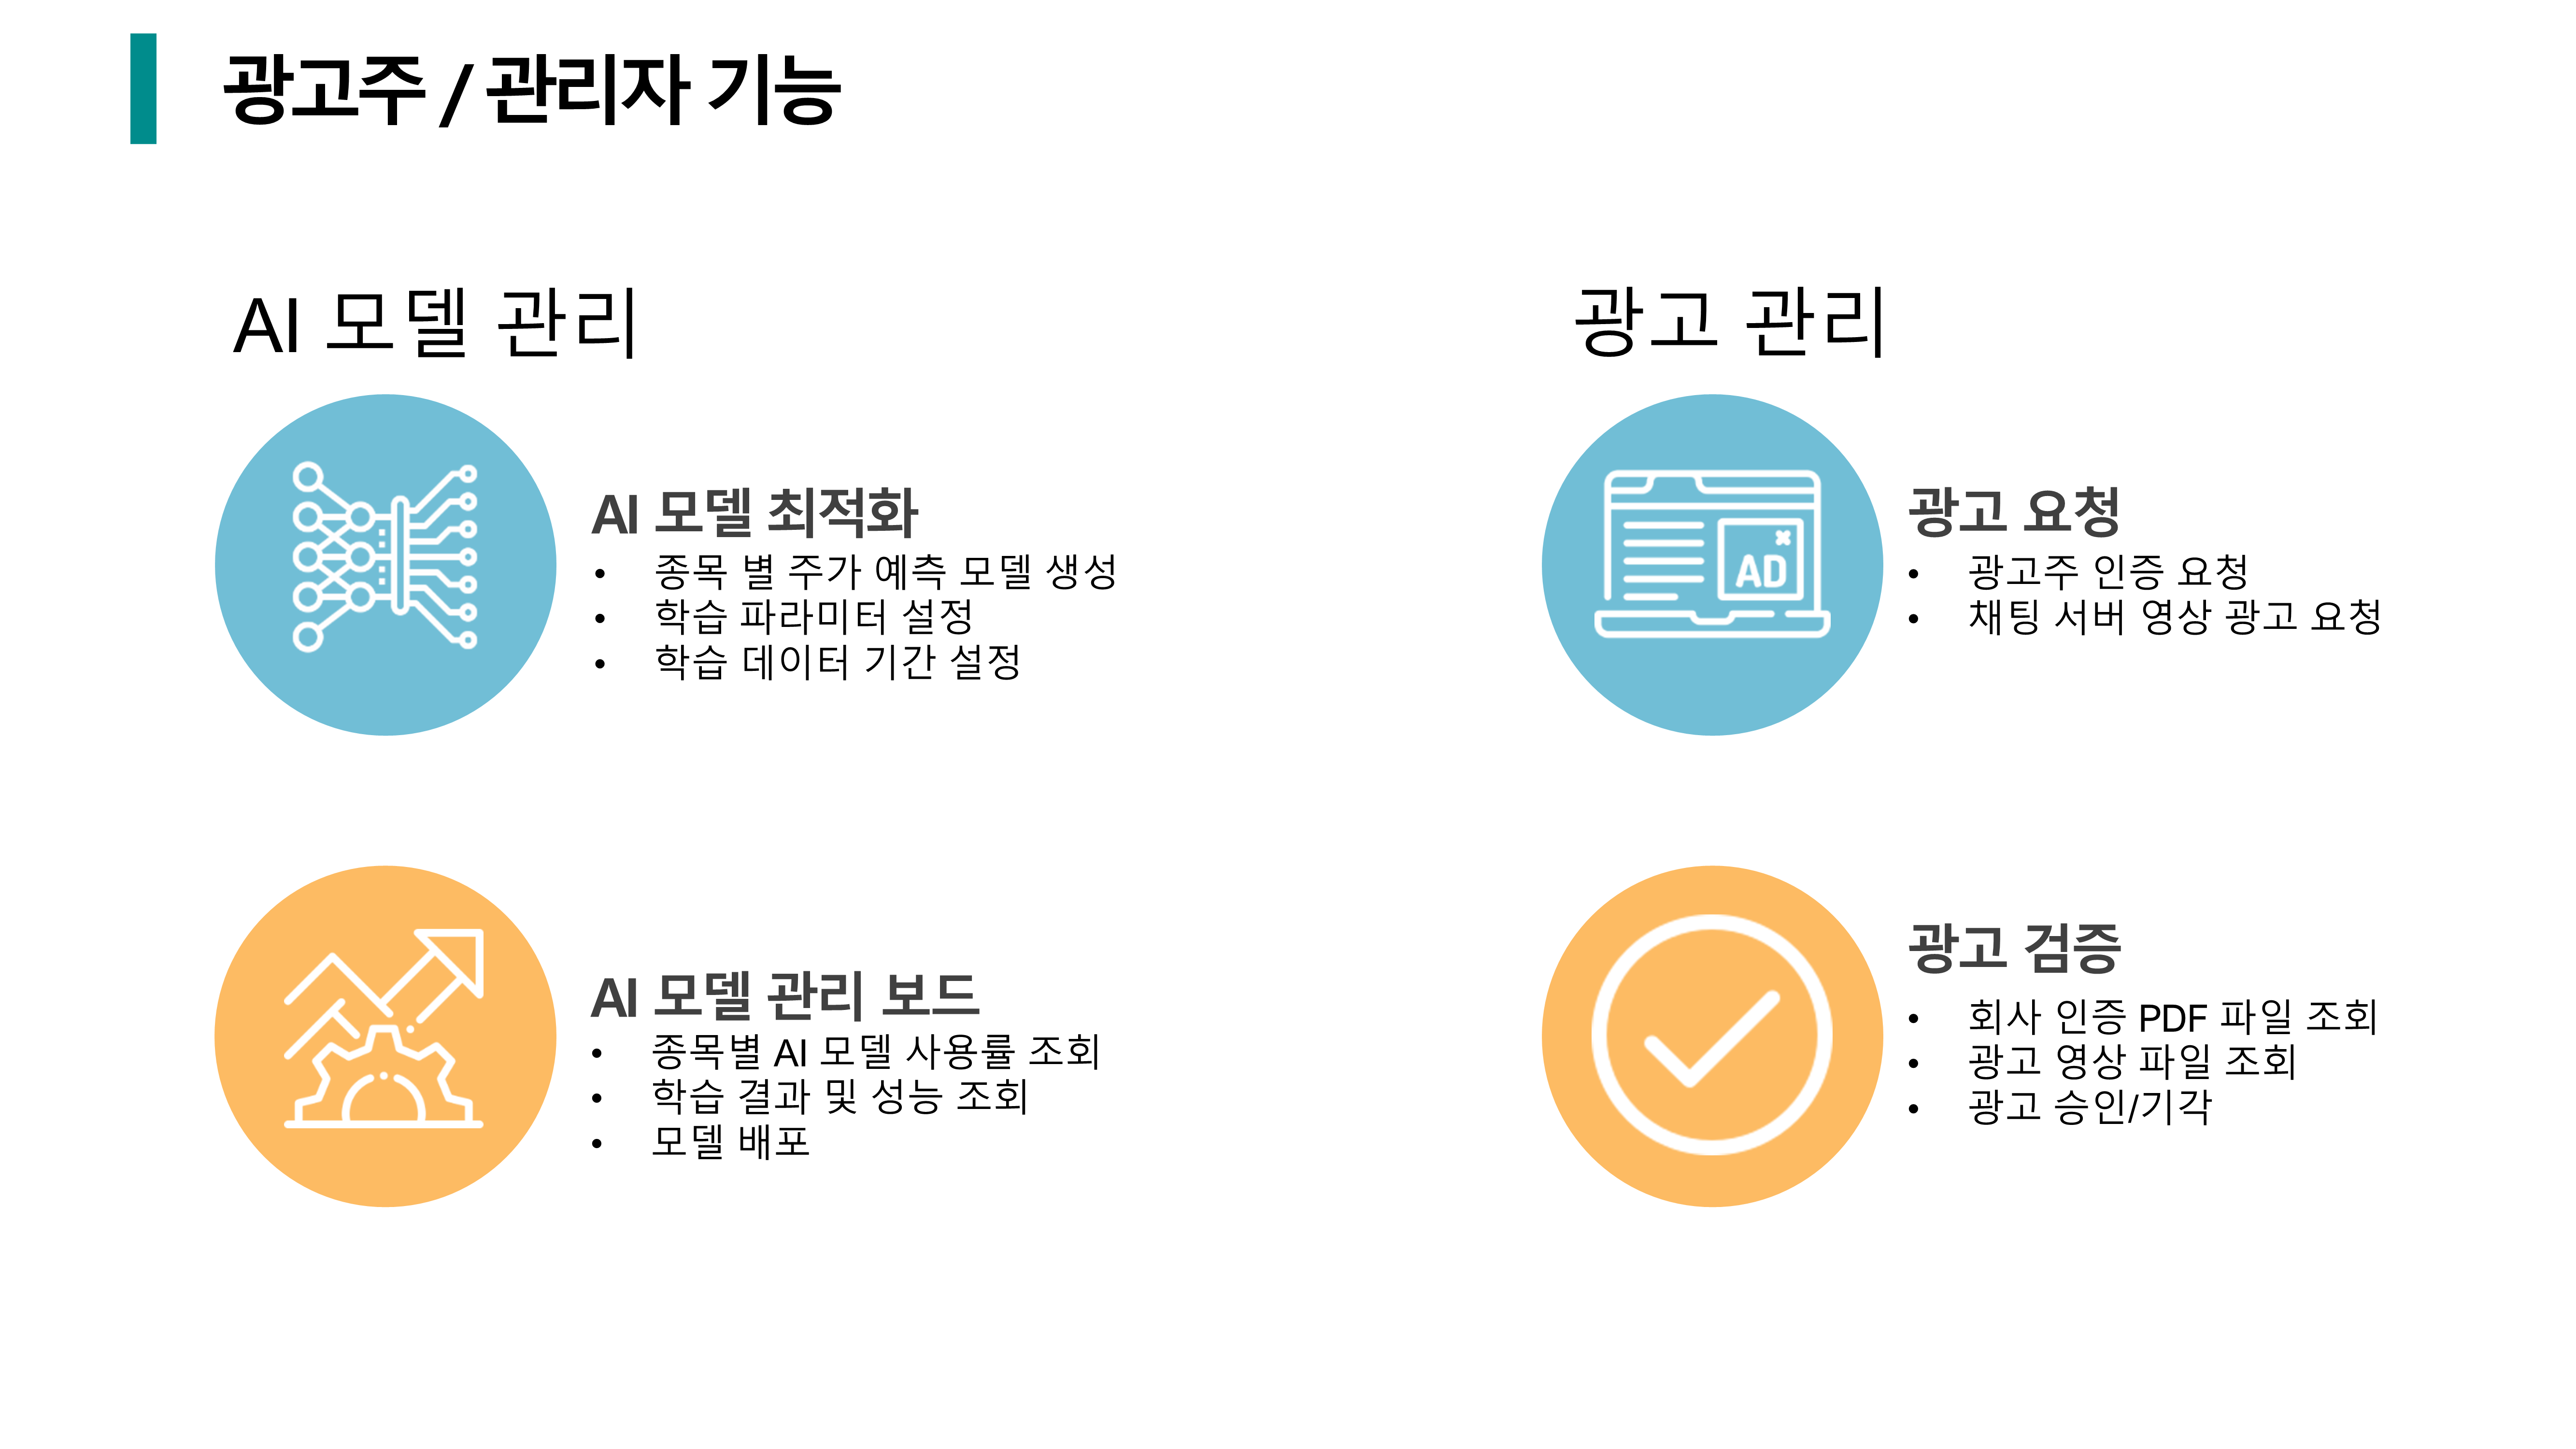 광고주 / 관리자 기능
AI 모델 관리
AI 모델 최적화
• 종목 별 주가 예측 모델 생성
• 학습 파라미터 설정
• 학습 데이터 기간 설정
AI 모델 관리 보드
• 종목별 AI 모델 사용률 조회
• 학습 결과 및 성능 조회
• 모델 배포
광고 관리
AD
광고 요청
• 광고주 인증 요청
• 채팅 서버 영상 광고 요청
광고 검증
• 회사 인증 PDF 파일 조회
• 광고 영상 파일 조회
• 광고 승인/기각